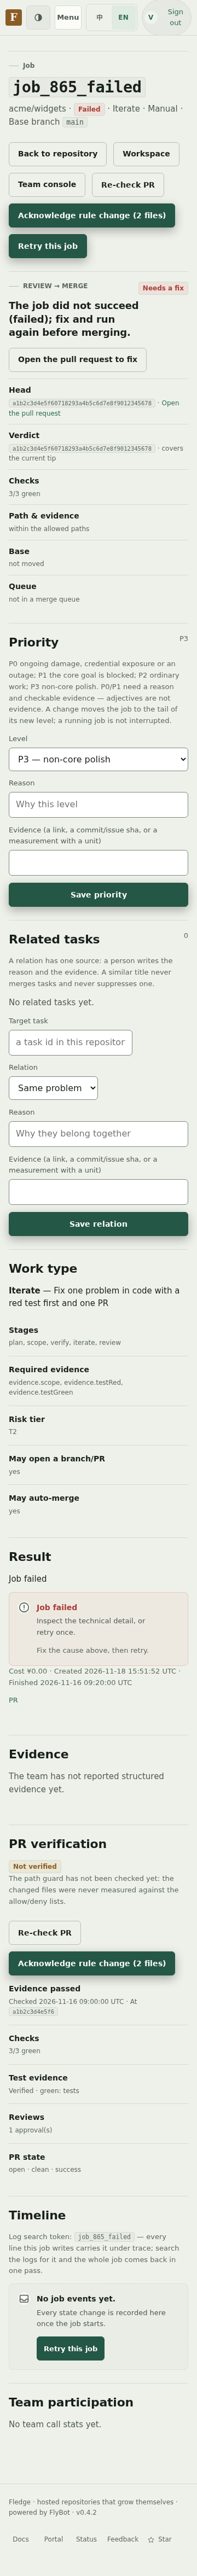 F
Menu
中
EN
V
Sign out
Job
job_865_failed
acme/widgets · Failed · Iterate · Manual ·
Base branch main
Back to repository
Workspace
Team console
Re-check PR
Acknowledge rule change (2 files)
Retry this job
REVIEW → MERGE
Needs a fix
The job did not succeed
(failed); fix and run
again before merging.
Open the pull request to fix
Head
a1b2c3d4e5f60718293a4b5c6d7e8f9012345678 · Open
the pull request
Verdict
a1b2c3d4e5f60718293a4b5c6d7e8f9012345678 · covers
the current tip
Checks
3/3 green
Path & evidence
within the allowed paths
Base
not moved
Queue
not in a merge queue
Priority
P3
P0 ongoing damage, credential exposure or an
outage; P1 the core goal is blocked; P2 ordinary
work; P3 non-core polish. P0/P1 need a reason
and checkable evidence — adjectives are not
evidence. A change moves the job to the tail of
its new level; a running job is not interrupted.
Level
P3 — non-core polish
Reason
Why this level
Evidence (a link, a commit/issue sha, or a
measurement with a unit)
Save priority
Related tasks
0
A relation has one source: a person writes the
reason and the evidence. A similar title never
merges tasks and never suppresses one.
No related tasks yet.
Target task
a task id in this repositor
Relation
Same problem
Reason
Why they belong together
Evidence (a link, a commit/issue sha, or a
measurement with a unit)
Save relation
Work type
Iterate — Fix one problem in code with a
red test first and one PR
Stages
plan, scope, verify, iterate, review
Required evidence
evidence.scope, evidence.testRed,
evidence.testGreen
Risk tier
T2
May open a branch/PR
yes
May auto-merge
yes
Result
Job failed
Job failed
Inspect the technical detail, or
retry once.
Fix the cause above, then retry.
Cost ¥0.00 · Created 2026-11-18 15:51:52 UTC ·
Finished 2026-11-16 09:20:00 UTC
PR
Evidence
The team has not reported structured
evidence yet.
PR verification
Not verified
The path guard has not been checked yet: the
changed files were never measured against the
allow/deny lists.
Re-check PR
Acknowledge rule change (2 files)
Evidence passed
Checked 2026-11-16 09:00:00 UTC · At
a1b2c3d4e5f6
Checks
3/3 green
Test evidence
Verified · green: tests
Reviews
1 approval(s)
PR state
open · clean · success
Timeline
Log search token: job_865_failed — every
line this job writes carries it under trace; search
the logs for it and the whole job comes back in
one pass.
No job events yet.
Every state change is recorded here
once the job starts.
Retry this job
Team participation
No team call stats yet.
Fledge · hosted repositories that grow themselves ·
powered by FlyBot · v0.4.2
Docs
Portal
Status
Feedback
Star